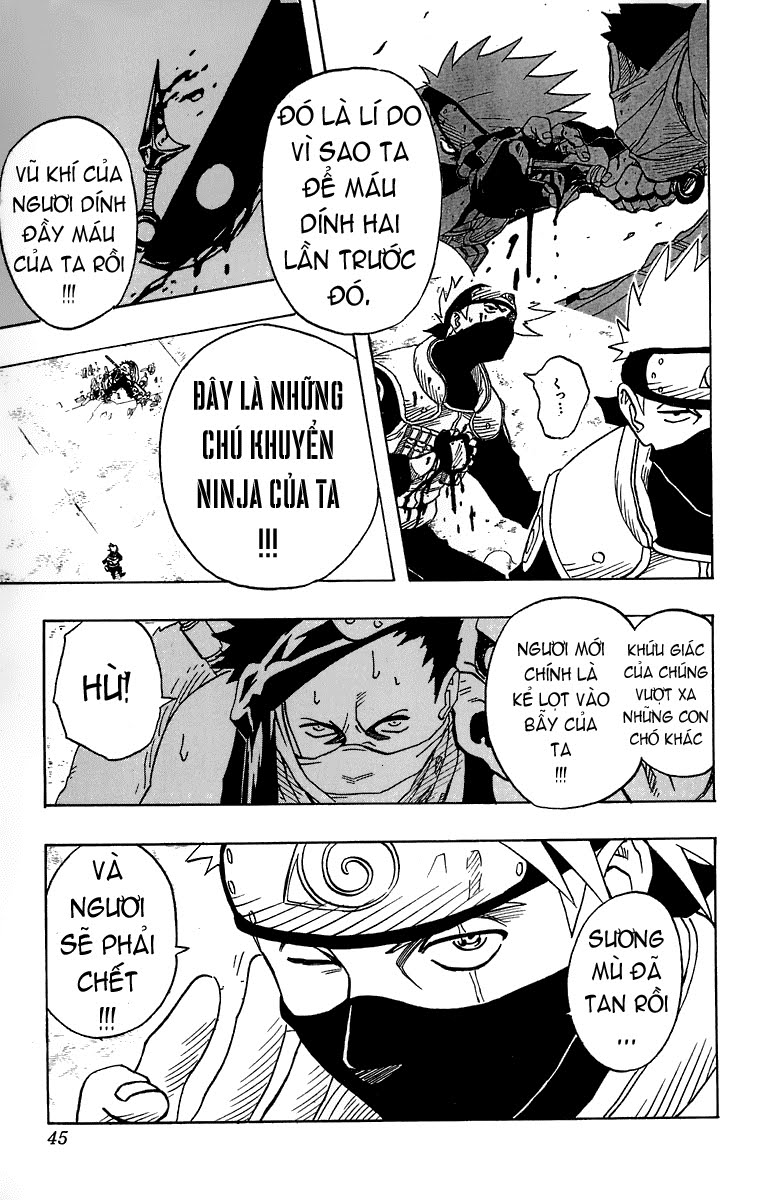 ĐÓ LÀ LÍ DO
VÌ SAO TA
ĐỂ MÁU
DÍNH HAI
LẦN TRƯỚC
ĐÓ.
VŨ KHÍ CỦA
NGƯƠI DÍNH
ĐẦY MÁU
CỦA TA RỒI
!!!
くっ…
ĐÂY LÀ NHỮNG
CHÚ KHUYỂN
NINJA CỦA TA
!!!
KHỨU GIÁC
CỦA CHÚNG
VƯỢT XA
NHỮNG CON
CHÓ KHÁC
NGƯƠI MỚI
CHÍNH LÀ
KẺ LỌT VÀO
BẪY CỦA
TA
!!!
HỪ!
SƯƠNG
MÙ ĐÃ
TAN RỒI
...
VÀ
NGƯƠI
SẼ PHẢI
CHẾT
!!!
45